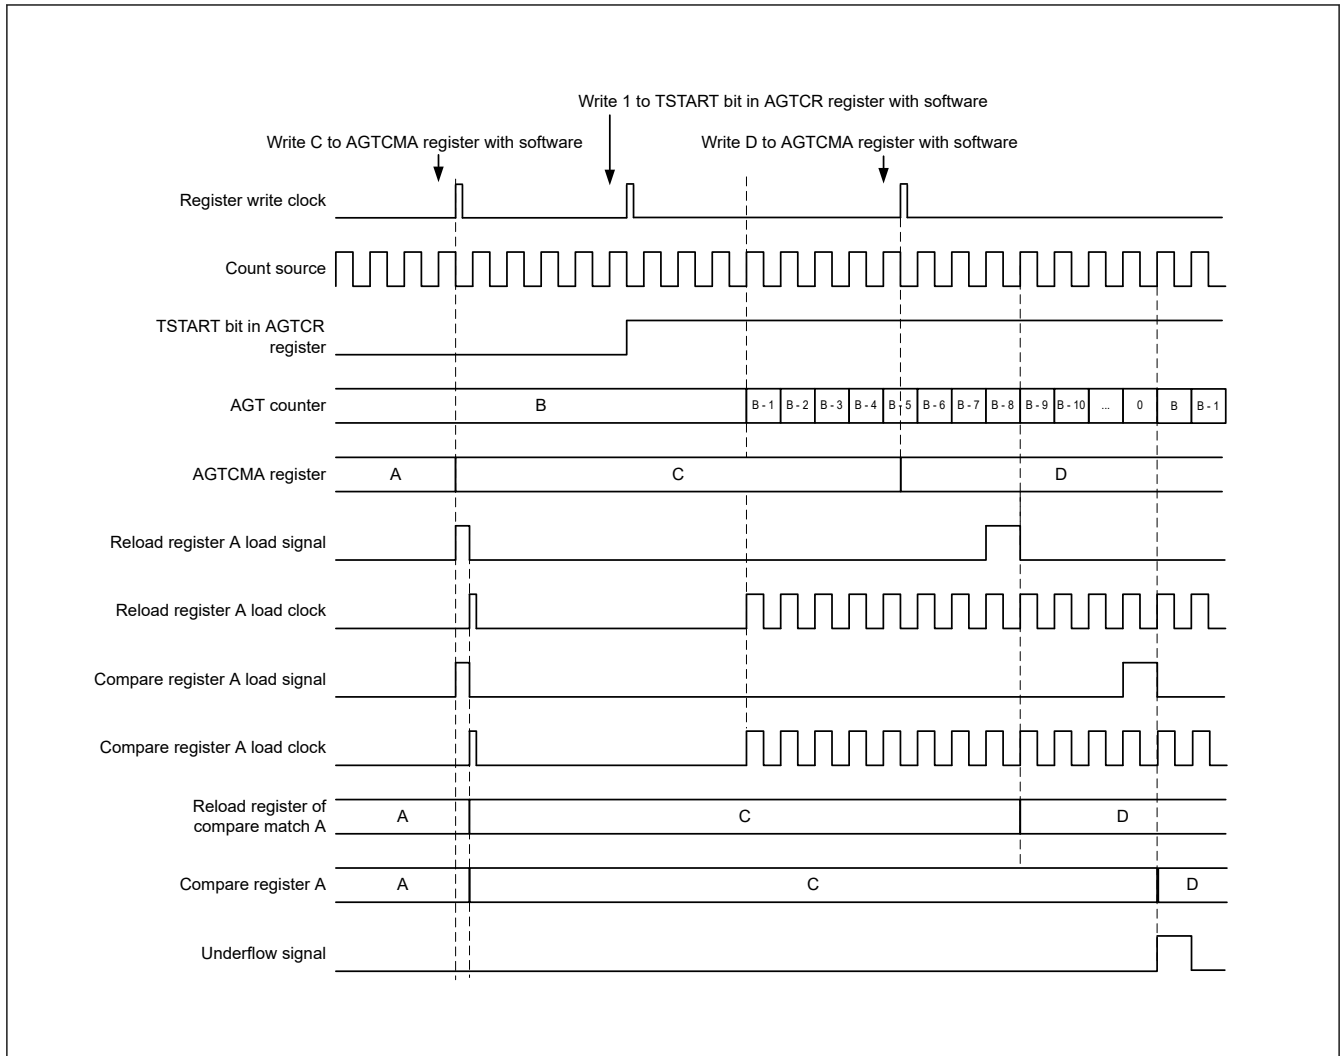 Write 1 to TSTART bit in AGTCR register with software
Write C to AGTCMA register with software
Write D to AGTCMA register with software
Register write clock
Count source
TSTART bit in AGTCR
register
AGT counter
B
B - 1
B - 2
B - 3
B - 4
B - 5
B - 6
B - 7
B - 8
B - 9
B - 10
...
0
B
B - 1
AGTCMA register
A
C
D
Reload register A load signal
Reload register A load clock
Compare register A load signal
Compare register A load clock
Reload register of
compare match A
A
C
D
Compare register A
A
C
D
Underflow signal